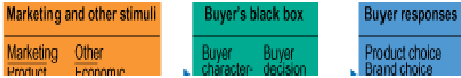 Marketing and other stimuli
Marketing Other
Product Economic
Buyer's black box
Buyer Buyer
character- decision
Buyer responses
Product choice
Brand choice